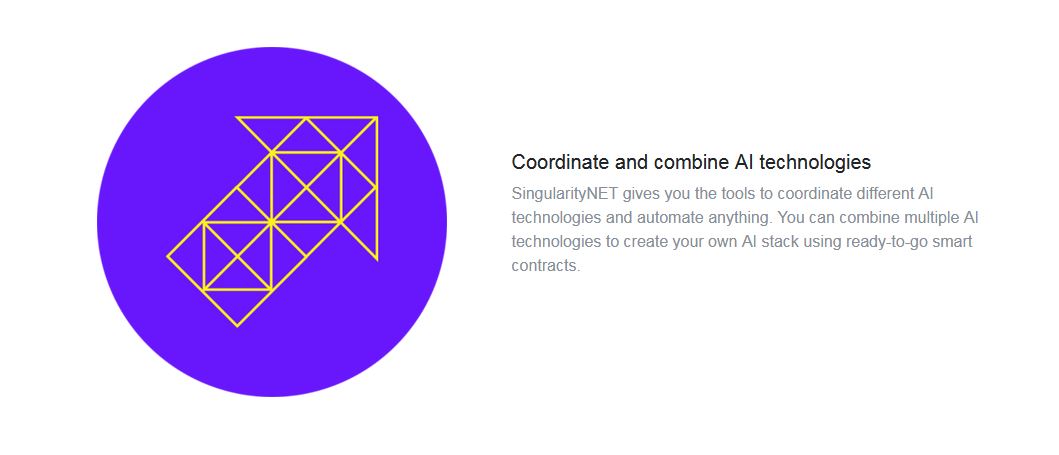 Coordinate and combine AI technologies
SingularityNET gives you the tools to coordinate different AI
technologies and automate anything. You can combine multiple AI
technologies to create your own AI stack using ready-to-go smart
contracts.